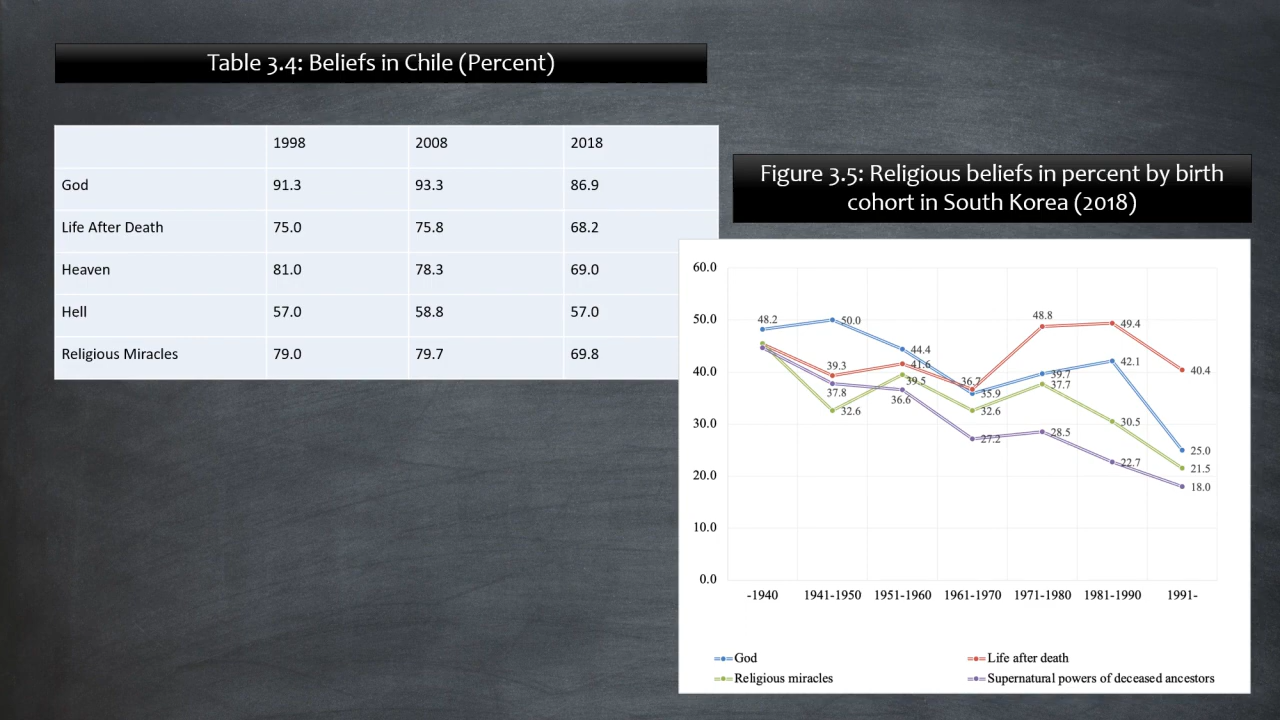 Table 3.4: Beliefs in Chile (Percent)
1998 2008 2018
God 91.3 93.3 86.9
Life After Death 75.0 75.8 68.2
Heaven 81.0 78.3 69.0
Hell 57.0 58.8 57.0
Religious Miracles 79.0 79.7 69.8
Figure 3.5: Religious beliefs in percent by birth
cohort in South Korea (2018)
60.0
50.0
40.0
30.0
20.0
10.0
0.0
48.2 50.0 44.4 35.9 39.7 42.1 25.0
39.3 41.6 36.7 48.8 49.4 40.4
32.6 39.5 32.6 37.7 30.5 21.5
37.8 36.6 27.2 28.5 22.7 18.0
-1940 1941-1950 1951-1960 1961-1970 1971-1980 1981-1990 1991-
God Life after death
Religious miracles Supernatural powers of deceased ancestors